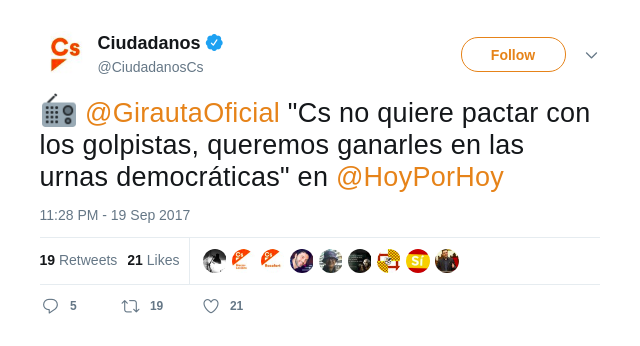 Cs
Ciudadanos
@CiudadanosCs
Follow
@GirautaOficial "Cs no quiere pactar con
los golpistas, queremos ganarles en las
urnas democráticas" en @HoyPorHoy
11:28 PM - 19 Sep 2017
19 Retweets 21 Likes
Sí
5 19 21